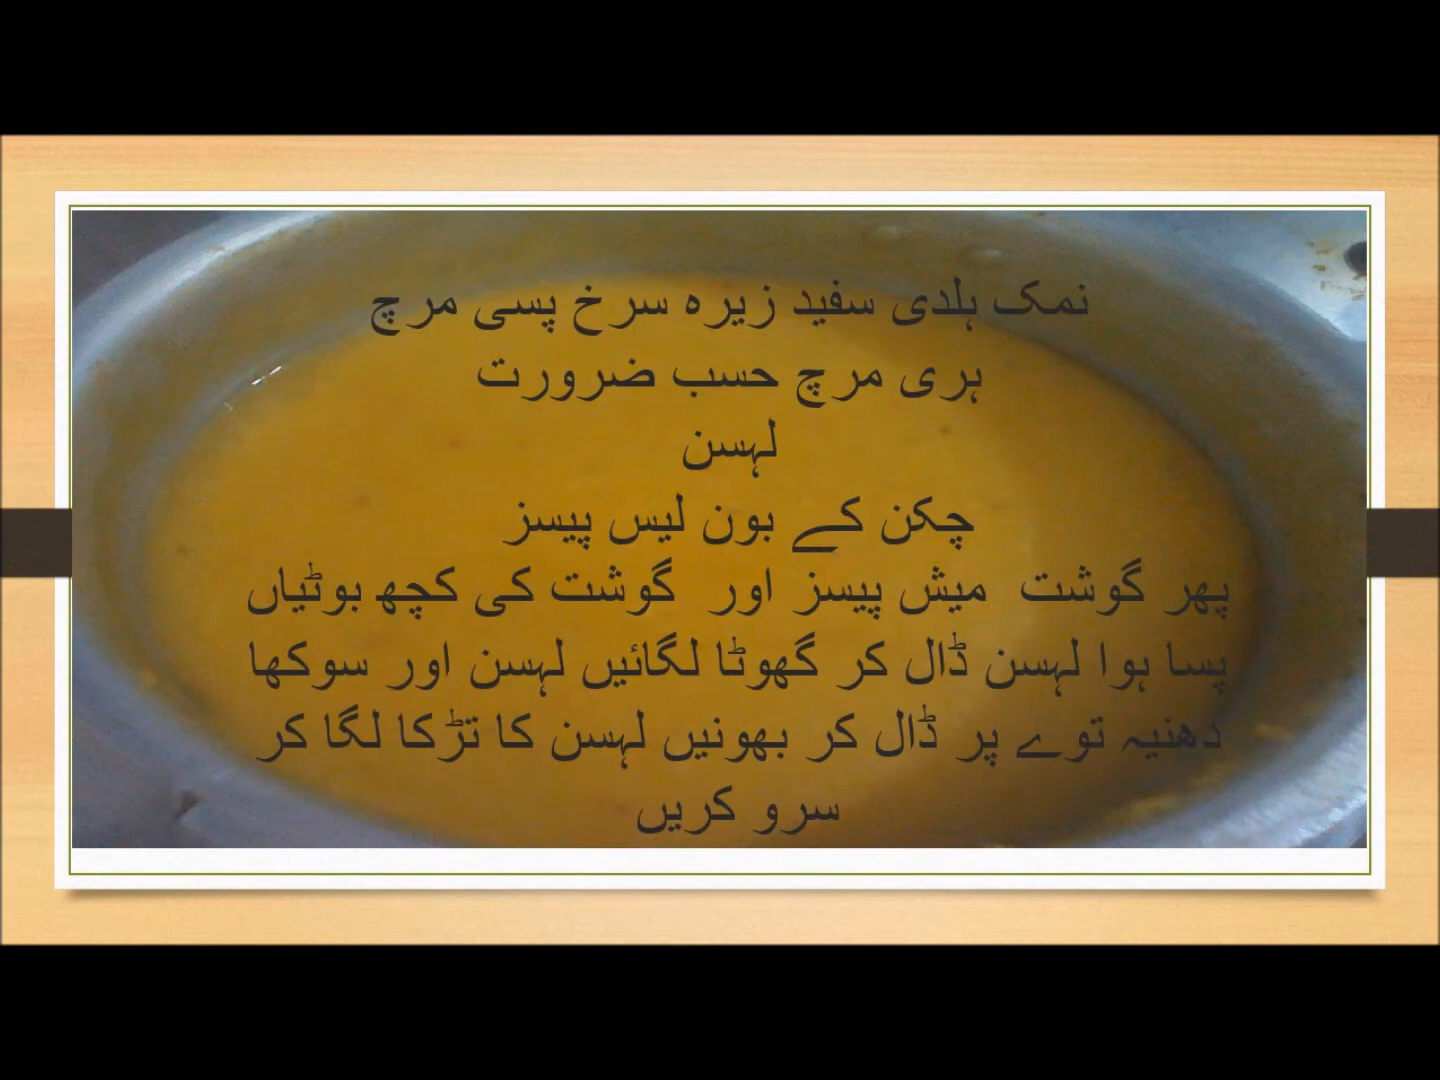 نمک ہلدی سفید زیرہ سرخ پسی مرچ
ہری مرچ حسب ضرورت
لہسن
چکن کے بون لیس پیسز
پھر گوشت میش پیسز اور گوشت کی کچھ بوٹیاں
پسا ہوا لہسن ڈال کر گھوٹا لگائیں لہسن اور سوکھا
دھنیہ توے پر ڈال کر بھونیں لہسن کا تڑکا لگا کر
سرو کریں